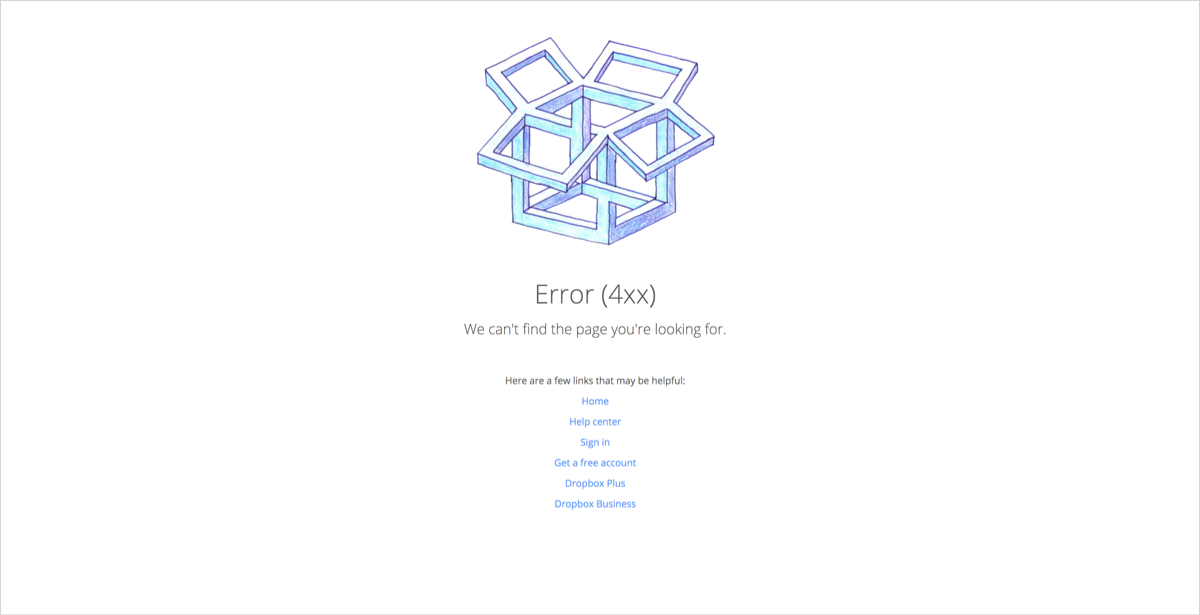 Error (4xx)
We can't find the page you're looking for.
Here are a few links that may be helpful:
Home
Help center
Sign in
Get a free account
Dropbox Plus
Dropbox Business